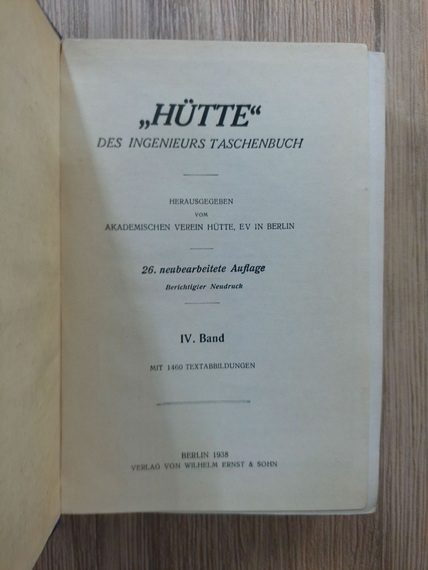 „HÜTTE“
DES INGENIEURS TASCHENBUCH
HERAUSGEGEBEN
VOM
AKADEMISCHEN VEREIN HÜTTE, EV IN BERLIN
26. neubearbeitete Auflage
Berichtigter Neudruck
IV. Band
MIT 1460 TEXTABBILDUNGEN
BERLIN 1938
VERLAG VON WILHELM ERNST & SOHN